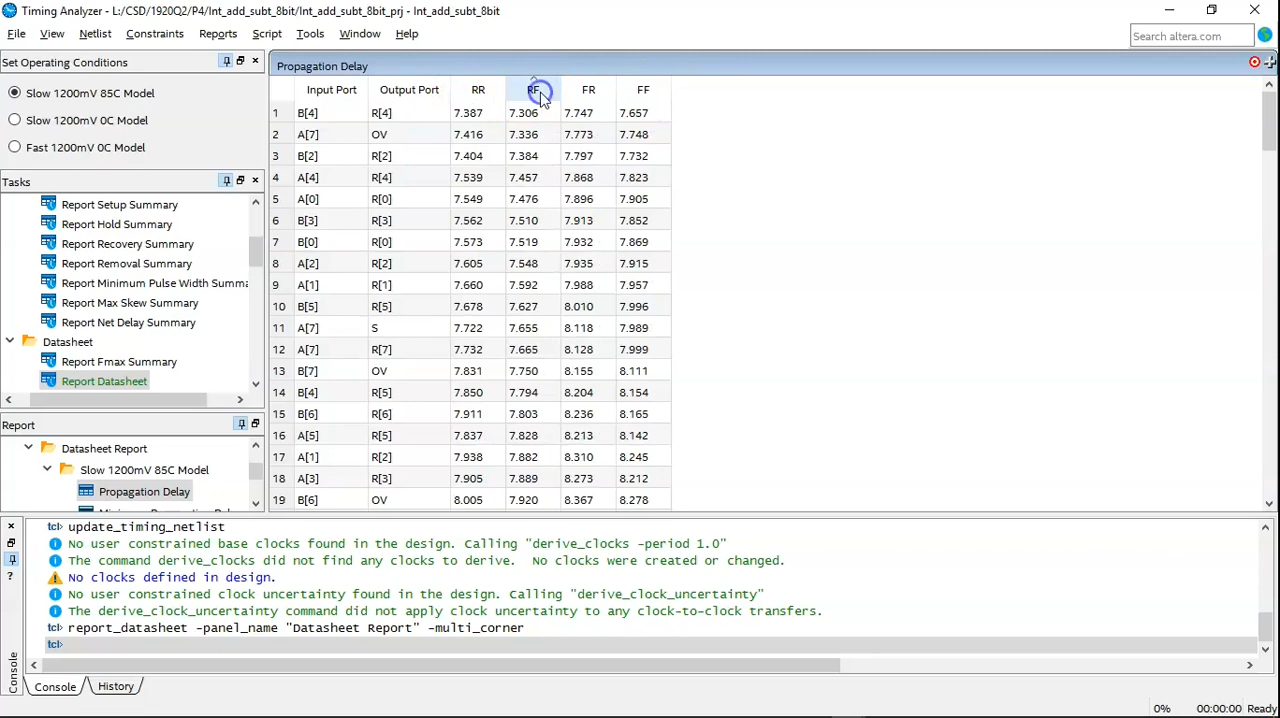 Timing Analyzer - L:/CSD/1920Q2/P4/Int_add_subt_8bit/Int_add_subt_8bit_prj - Int_add_subt_8bit
File View Netlist Constraints Reports Script Tools Window Help
Search altera.com
Set Operating Conditions
Slow 1200mV 85C Model
Slow 1200mV 0C Model
Fast 1200mV 0C Model
Tasks
Report Setup Summary
Report Hold Summary
Report Recovery Summary
Report Removal Summary
Report Minimum Pulse Width Summa
Report Max Skew Summary
Report Net Delay Summary
Datasheet
Report Fmax Summary
Report Datasheet
Report
Datasheet Report
Slow 1200mV 85C Model
Propagation Delay
Propagation Delay
Input Port Output Port RR RF FR FF
1 B[4] R[4] 7.387 7.306 7.747 7.657
2 A[7] OV 7.416 7.336 7.773 7.748
3 B[2] R[2] 7.404 7.384 7.797 7.732
4 A[4] R[4] 7.539 7.457 7.868 7.823
5 A[0] R[0] 7.549 7.476 7.896 7.905
6 B[3] R[3] 7.562 7.510 7.913 7.852
7 B[0] R[0] 7.573 7.519 7.932 7.869
8 A[2] R[2] 7.605 7.548 7.935 7.915
9 A[1] R[1] 7.660 7.592 7.988 7.957
10 B[5] R[5] 7.678 7.627 8.010 7.996
11 A[7] S 7.722 7.655 8.118 7.989
12 A[7] R[7] 7.732 7.665 8.128 7.999
13 B[7] OV 7.831 7.750 8.155 8.111
14 B[4] R[5] 7.850 7.794 8.204 8.154
15 B[6] R[6] 7.911 7.803 8.236 8.165
16 A[5] R[5] 7.837 7.828 8.213 8.142
17 A[1] R[2] 7.938 7.882 8.310 8.245
18 A[3] R[3] 7.905 7.889 8.273 8.212
19 B[6] OV 8.005 7.920 8.367 8.278
tcl> update_timing_netlist
No user constrained base clocks found in the design. Calling "derive_clocks -period 1.0"
The command derive_clocks did not find any clocks to derive. No clocks were created or changed.
No clocks defined in design.
No user constrained clock uncertainty found in the design. Calling "derive_clock_uncertainty"
The derive_clock_uncertainty command did not apply clock uncertainty to any clock-to-clock transfers.
tcl> report_datasheet -panel_name "Datasheet Report" -multi_corner
tcl>
Console
Console History
0% 00:00:00 Ready